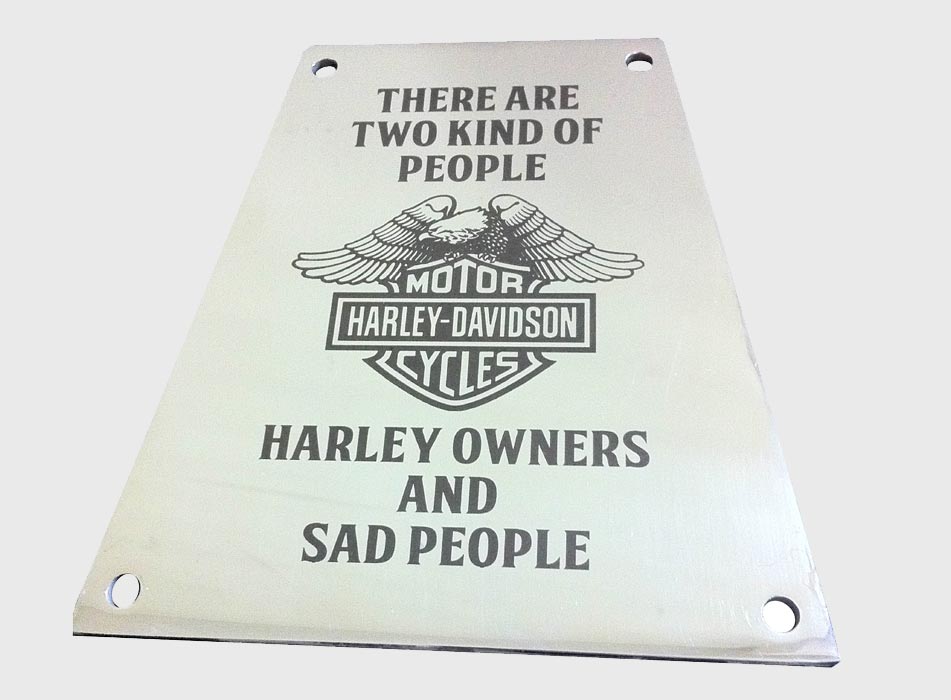 THERE ARE
TWO KIND OF
PEOPLE
MOTOR
HARLEY-DAVIDSON
CYCLES
HARLEY OWNERS
AND
SAD PEOPLE